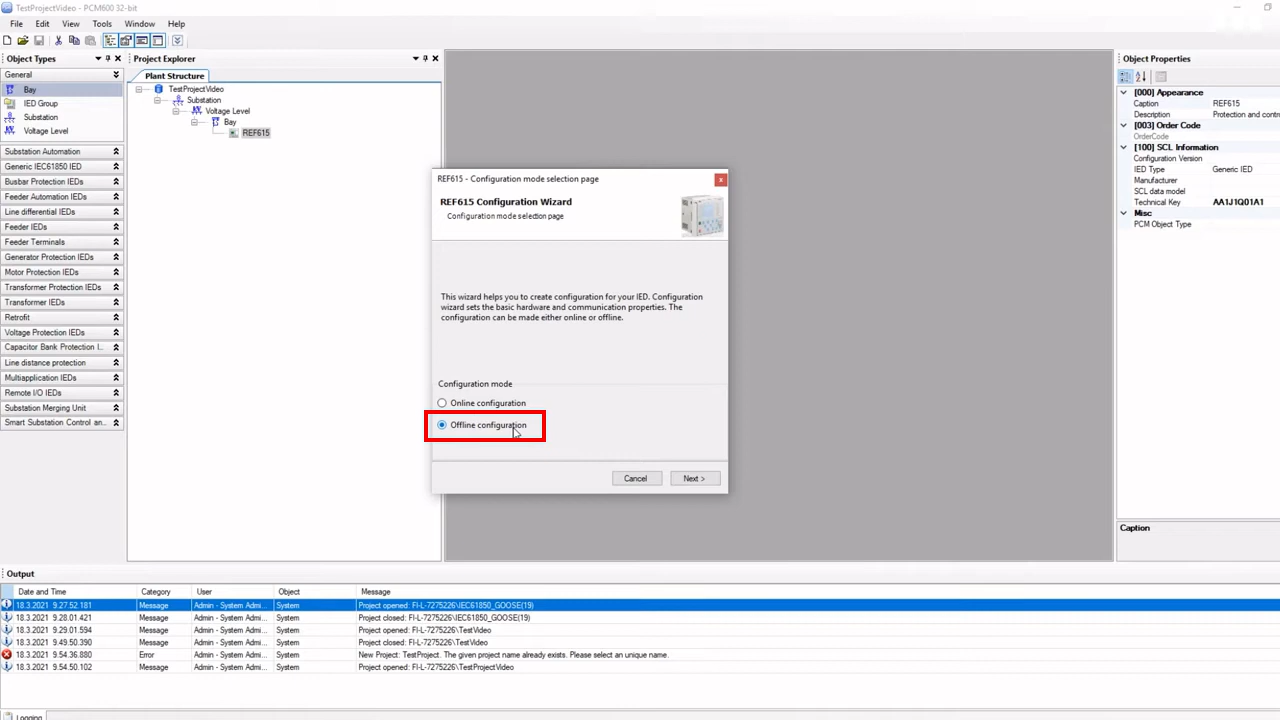 TestProjectVideo - PCM600 32-bit
File Edit View Tools Window Help
Object Types
General
Bay
IED Group
Substation
Voltage Level
Substation Automation
Generic IEC61850 IED
Busbar Protection IEDs
Feeder Automation IEDs
Line differential IEDs
Feeder IEDs
Feeder Terminals
Generator Protection IEDs
Motor Protection IEDs
Transformer Protection IEDs
Transformer IEDs
Retrofit
Voltage Protection IEDs
Capacitor Bank Protection I...
Line distance protection
Multiapplication IEDs
Remote I/O IEDs
Substation Merging Unit
Smart Substation Control an...
Project Explorer
Plant Structure
TestProjectVideo
Substation
Voltage Level
Bay
REF615
REF615 - Configuration mode selection page
REF615 Configuration Wizard
Configuration mode selection page
This wizard helps you to create configuration for your IED. Configuration
wizard sets the basic hardware and communication properties. The
configuration can be made either online or offline.
Configuration mode
Online configuration
Offline configuration
Cancel Next >
Object Properties
[000] Appearance
Caption REF615
Description Protection and contro
[003] Order Code
OrderCode
[100] SCL Information
Configuration Version
IED Type Generic IED
Manufacturer
SCL data model
Technical Key AA1J1Q01A1
Misc
PCM Object Type
Caption
Output
Date and Time Category User Object Message
18.3.2021 9.27.52.181 Message Admin - System Admi... System Project opened: FI-L-7275226\IEC61850_GOOSE(19)
18.3.2021 9.28.01.421 Message Admin - System Admi... System Project closed: FI-L-7275226\IEC61850_GOOSE(19)
18.3.2021 9.29.01.594 Message Admin - System Admi... System Project opened: FI-L-7275226\TestVideo
18.3.2021 9.49.50.390 Message Admin - System Admi... System Project closed: FI-L-7275226\TestVideo
18.3.2021 9.54.36.880 Error Admin - System Admi... System New Project: TestProject. The given project name already exists. Please select an unique name.
18.3.2021 9.54.50.102 Message Admin - System Admi... System Project opened: FI-L-7275226\TestProjectVideo
Logging